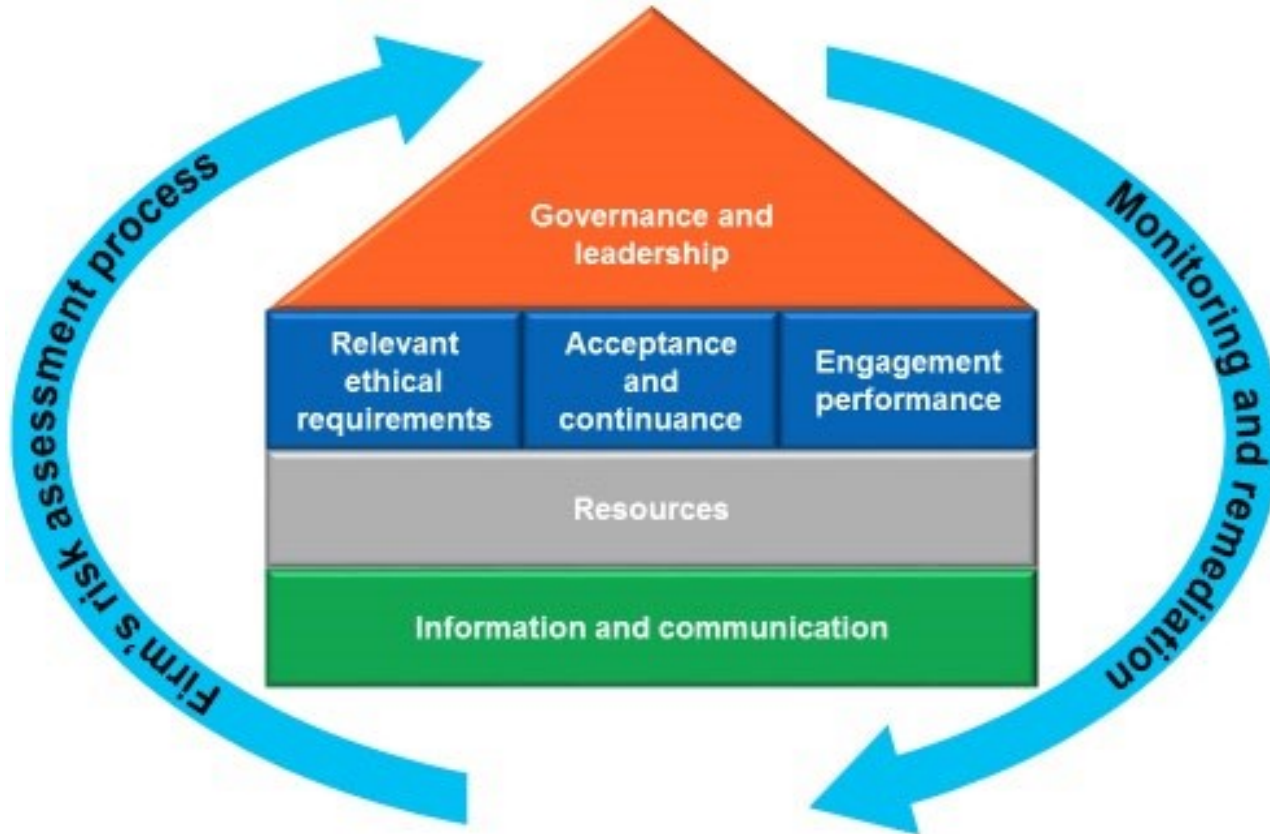 Firm's risk assessment process
Governance and
leadership
Monitoring and remediation
Relevant
ethical
requirements
Acceptance
and
continuance
Engagement
performance
Resources
Information and communication